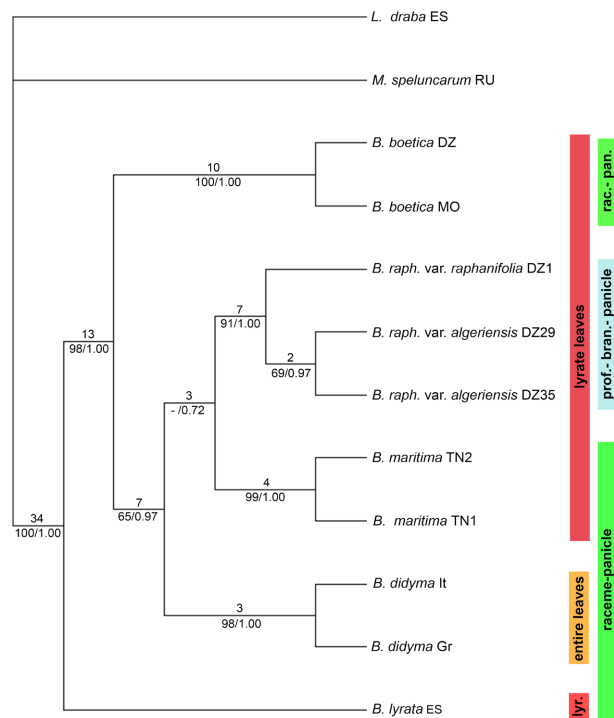 L. draba ES
M. speluncarum RU
B. boetica DZ
10
100/1.00
B. boetica MO
rac.- pan.
B. raph. var. raphanifolia DZ1
7
91/1.00
B. raph. var. algeriensis DZ29
2
69/0.97
B. raph. var. algeriensis DZ35
13
98/1.00
3
- /0.72
lyrate leaves
prof.- bran.- panicle
B. maritima TN2
4
99/1.00
B. maritima TN1
7
65/0.97
34
100/1.00
B. didyma It
3
98/1.00
B. didyma Gr
entire leaves
raceme-panicle
B. lyrata ES
lyr.